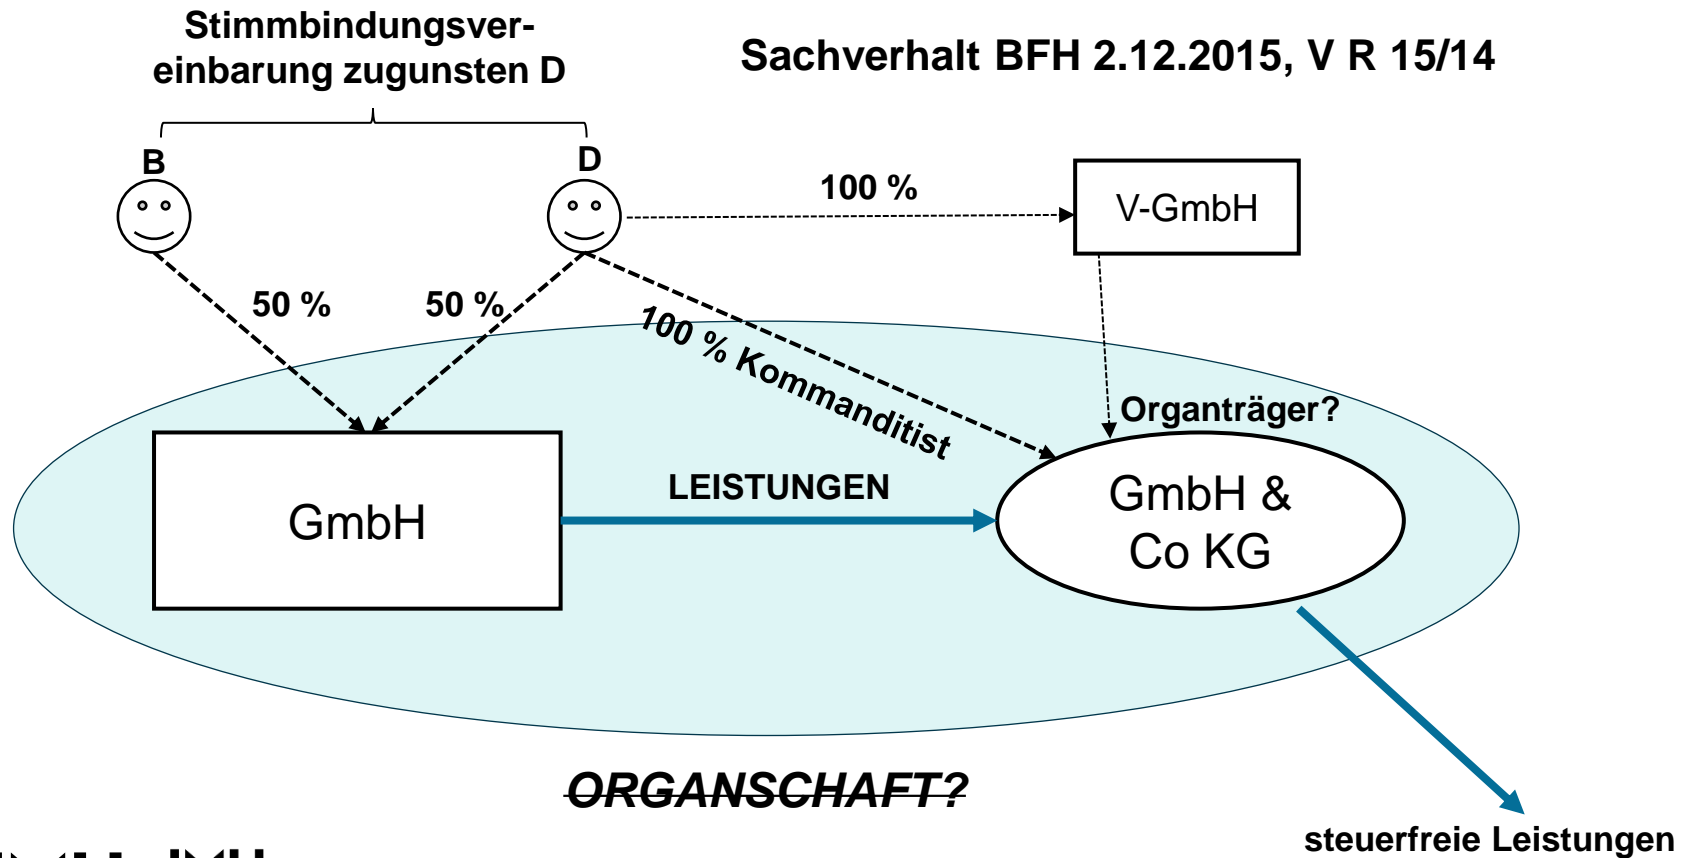 Stimmbindungsver-
einbarung zugunsten D
Sachverhalt BFH 2.12.2015, V R 15/14
B
D
100 %
V-GmbH
50 %
50 %
100 % Kommanditist
Organträger?
LEISTUNGEN
GmbH
GmbH &
Co KG
ORGANSCHAFT?
steuerfreie Leistungen